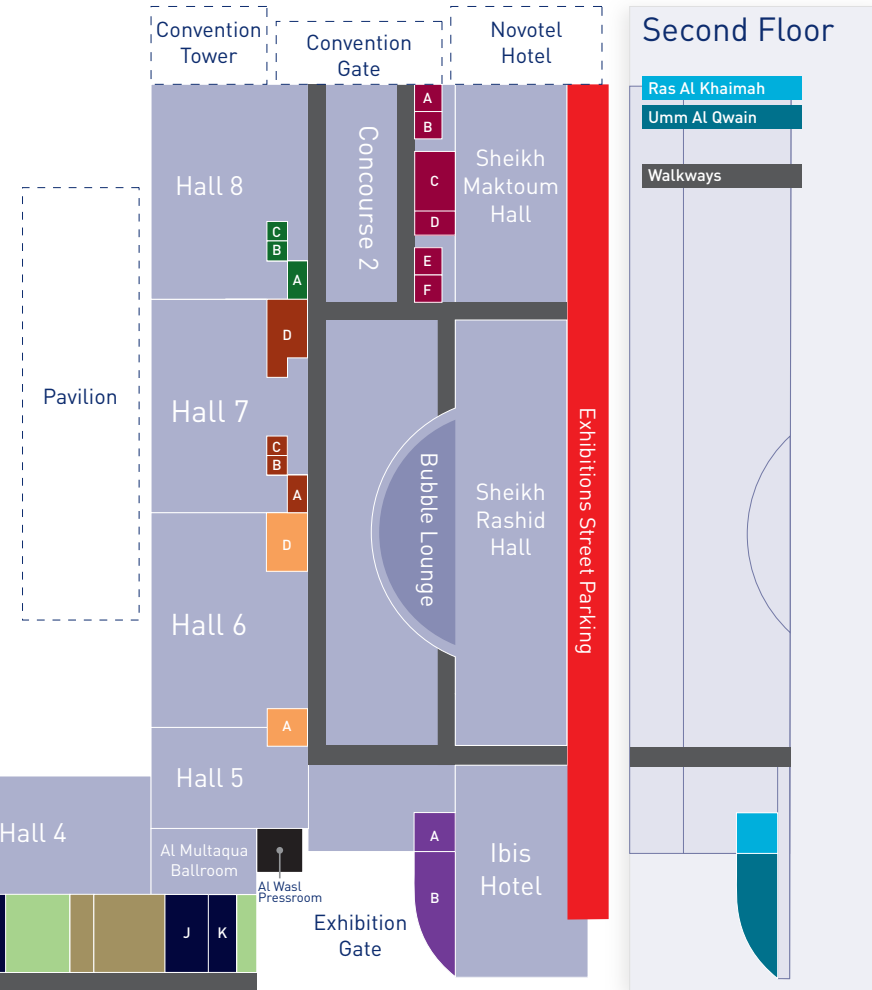 Convention
Tower
Convention
Gate
Novotel
Hotel
Second Floor
Ras Al Khaimah
Umm Al Qwain
Walkways
A
B
C
D
E
F
Concourse 2
Sheikh
Maktoum
Hall
Hall 8
C
B
A
D
Pavilion
Hall 7
C
B
A
D
Bubble Lounge
Sheikh
Rashid
Hall
Exhibitions Street Parking
Hall 6
A
Hall 5
Hall 4
Al Multaqua
Ballroom
Al Wasl
Pressroom
A
B
Ibis
Hotel
J
K
Exhibition
Gate